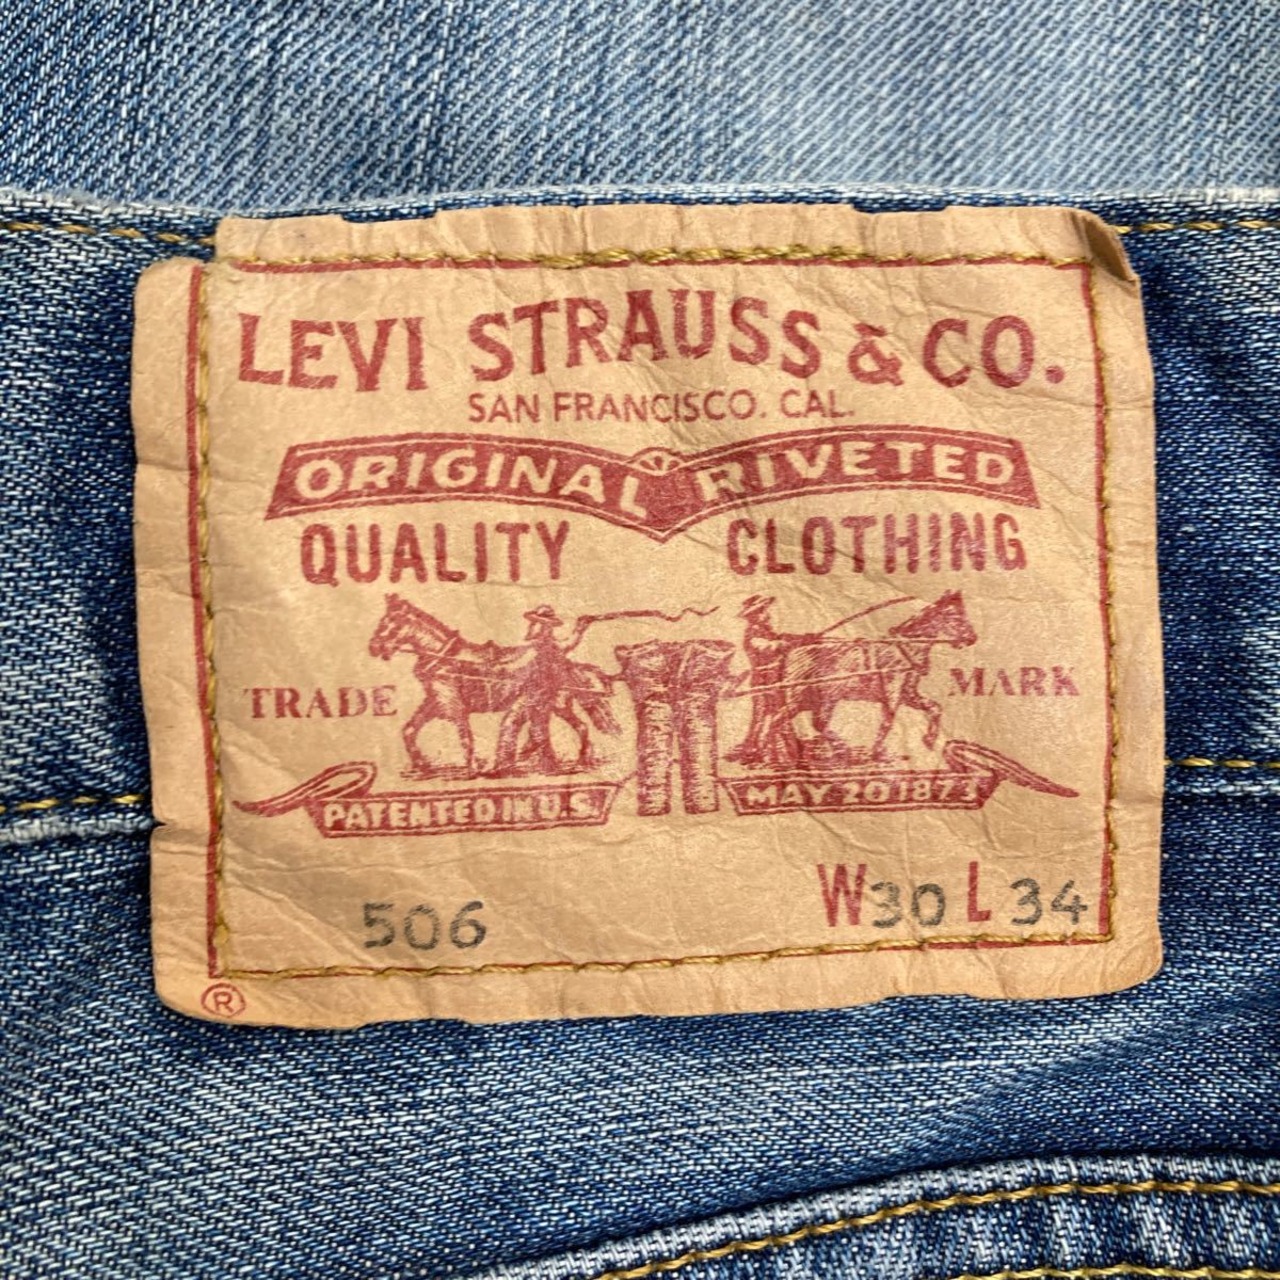 LEVI STRAUSS & CO.
SAN FRANCISCO. CAL.
ORIGINAL RIVETED
QUALITY CLOTHING
TRADE MARK
PATENTED IN U.S. MAY 20 1873
506 W30 L 34
®